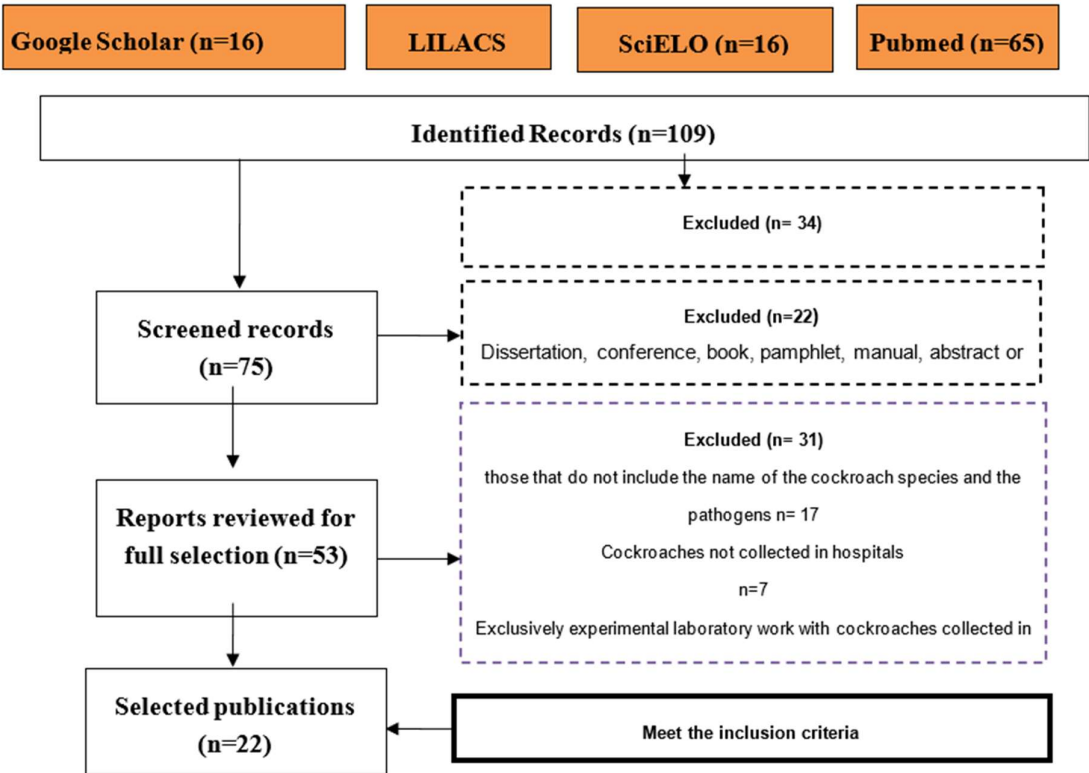 Google Scholar (n=16)
LILACS
SciELO (n=16)
Pubmed (n=65)
Identified Records (n=109)
Excluded (n= 34)
Screened records
(n=75)
Excluded (n=22)
Dissertation, conference, book, pamphlet, manual, abstract or
Reports reviewed for
full selection (n=53)
Excluded (n= 31)
those that do not include the name of the cockroach species and the
pathogens n= 17
Cockroaches not collected in hospitals
n=7
Exclusively experimental laboratory work with cockroaches collected in
Selected publications
(n=22)
Meet the inclusion criteria